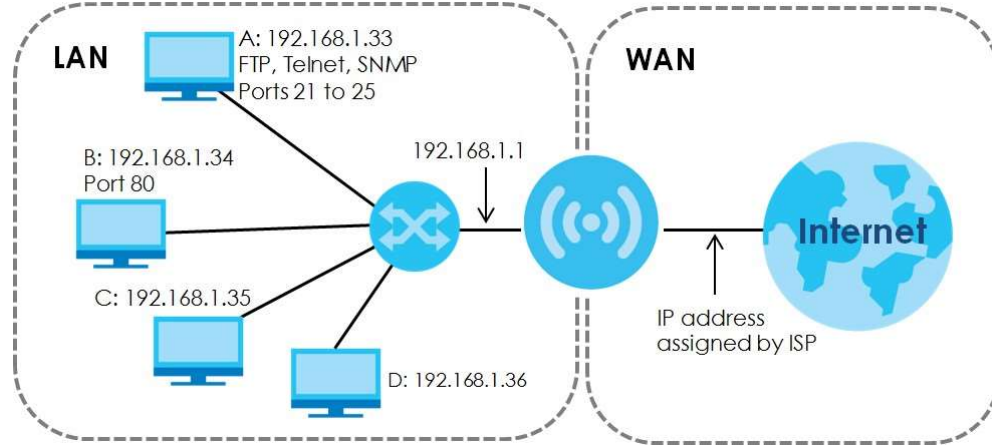 LAN
A: 192.168.1.33
FTP, Telnet, SNMP
Ports 21 to 25
B: 192.168.1.34
Port 80
C: 192.168.1.35
D: 192.168.1.36
192.168.1.1
WAN
Internet
IP address
assigned by ISP